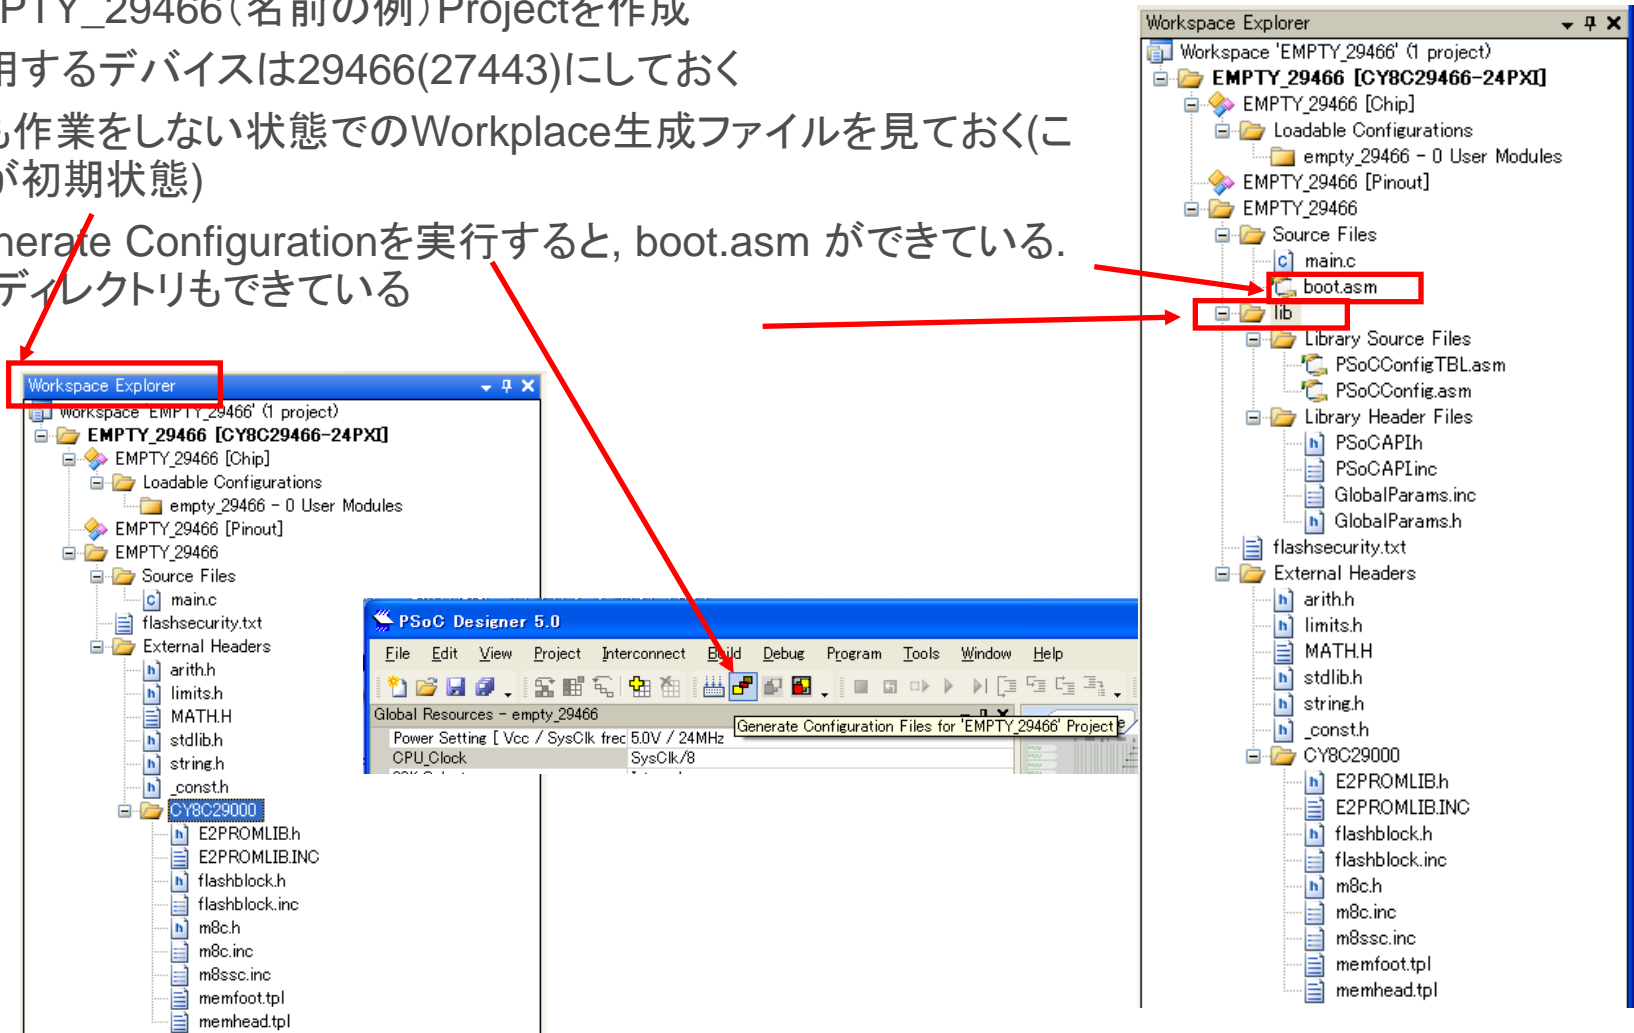 PTY_29466(名前の例)Projectを作成
用するデバイスは29466(27443)にしておく
も作業をしない状態でのWorkplace生成ファイルを見ておく(こ
が初期状態)
nerate Configurationを実行すると, boot.asm ができている.
ディレクトリもできている
Workspace Explorer
Workspace 'EMPTY_29466' (1 project)
EMPTY_29466 [CY8C29466-24PXI]
EMPTY_29466 [Chip]
Loadable Configurations
empty_29466 - 0 User Modules
EMPTY_29466 [Pinout]
EMPTY_29466
Source Files
main.c
flashsecurity.txt
External Headers
arith.h
limits.h
MATH.H
stdlib.h
string.h
_const.h
CY8C29000
E2PROMLIB.h
E2PROMLIB.INC
flashblock.h
flashblock.inc
m8c.h
m8c.inc
m8ssc.inc
memfoot.tpl
memhead.tpl
PSoC Designer 5.0
File Edit View Project Interconnect Build Debug Program Tools Window Help
Global Resources - empty_29466
Generate Configuration Files for 'EMPTY_29466' Project
Power Setting [ Vcc / SysClk frec 5.0V / 24MHz
CPU_Clock SysClk/8
Workspace Explorer
Workspace 'EMPTY_29466' (1 project)
EMPTY_29466 [CY8C29466-24PXI]
EMPTY_29466 [Chip]
Loadable Configurations
empty_29466 - 0 User Modules
EMPTY_29466 [Pinout]
EMPTY_29466
Source Files
main.c
boot.asm
lib
Library Source Files
PSoCConfigTBL.asm
PSoCConfig.asm
Library Header Files
PSoCAPI.h
PSoCAPI.inc
GlobalParams.inc
GlobalParams.h
flashsecurity.txt
External Headers
arith.h
limits.h
MATH.H
stdlib.h
string.h
_const.h
CY8C29000
E2PROMLIB.h
E2PROMLIB.INC
flashblock.h
flashblock.inc
m8c.h
m8c.inc
m8ssc.inc
memfoot.tpl
memhead.tpl